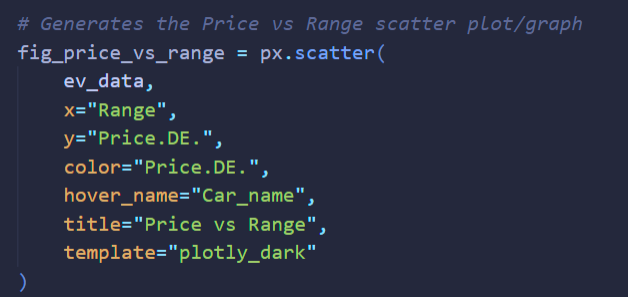 # Generates the Price vs Range scatter plot/graph
fig_price_vs_range = px.scatter(
    ev_data,
    x="Range",
    y="Price.DE.",
    color="Price.DE.",
    hover_name="Car_name",
    title="Price vs Range",
    template="plotly_dark"
)